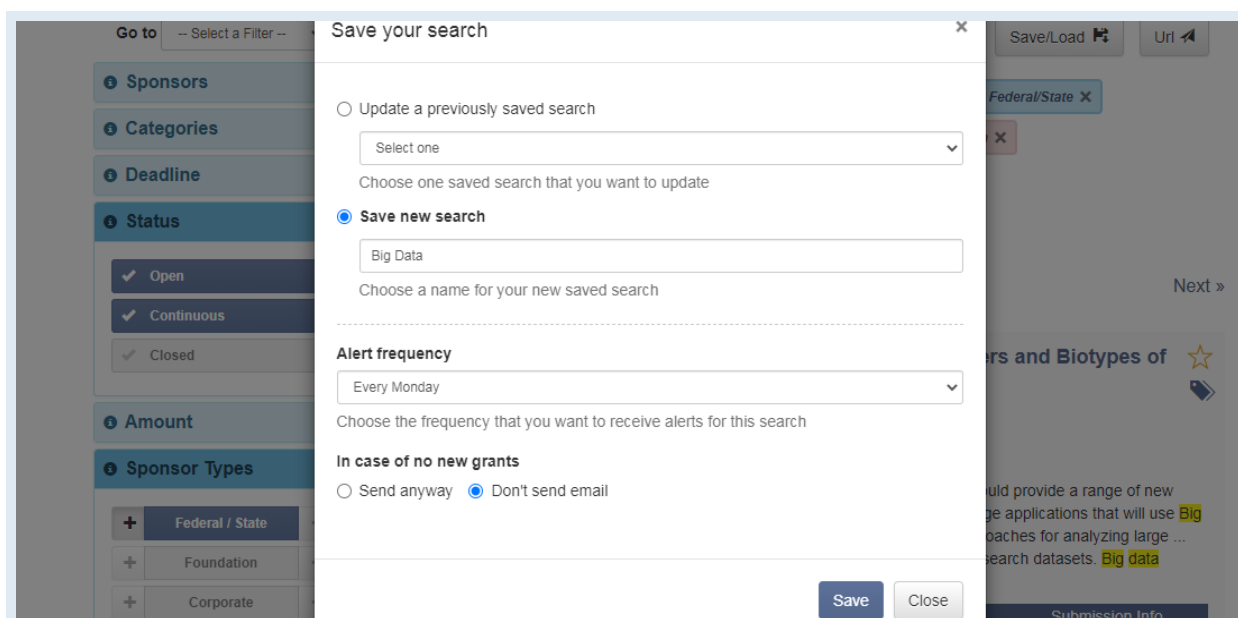 Go to
-- Select a Filter --
Sponsors
Categories
Deadline
Status
Open
Continuous
Closed
Amount
Sponsor Types
Federal / State
Foundation
Corporate
Save your search
×
Update a previously saved search
Select one
Choose one saved search that you want to update
Save new search
Big Data
Choose a name for your new saved search
Alert frequency
Every Monday
Choose the frequency that you want to receive alerts for this search
In case of no new grants
Send anyway
Don't send email
Save
Close
Save/Load
Url
Federal/State ×
Next »
and Biotypes of
provide a range of new
applications that will use Big
for analyzing large ...
datasets. Big data
Submission Info